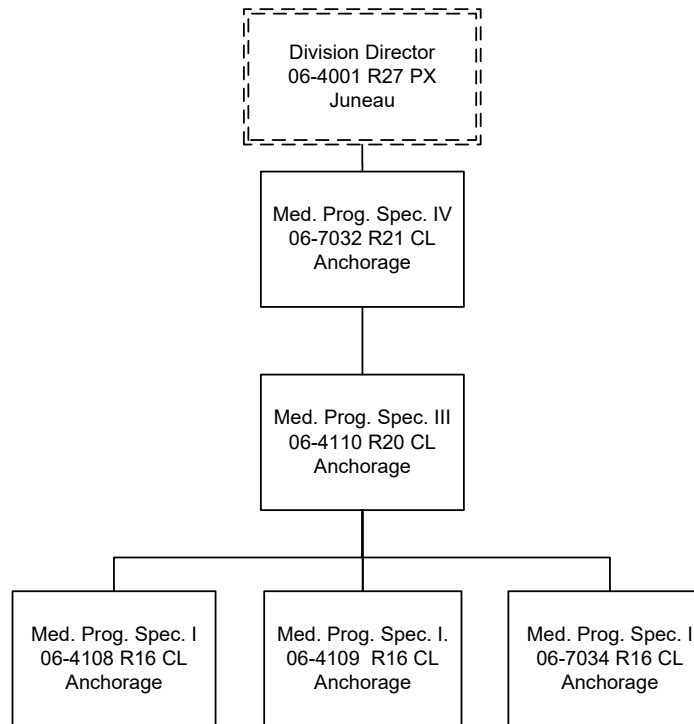 Division Director
06-4001 R27 PX
Juneau
Med. Prog. Spec. IV
06-7032 R21 CL
Anchorage
Med. Prog. Spec. III
06-4110 R20 CL
Anchorage
Med. Prog. Spec. I
06-4108 R16 CL
Anchorage
Med. Prog. Spec. I.
06-4109  R16 CL
Anchorage
Med. Prog. Spec. I
06-7034 R16 CL
Anchorage